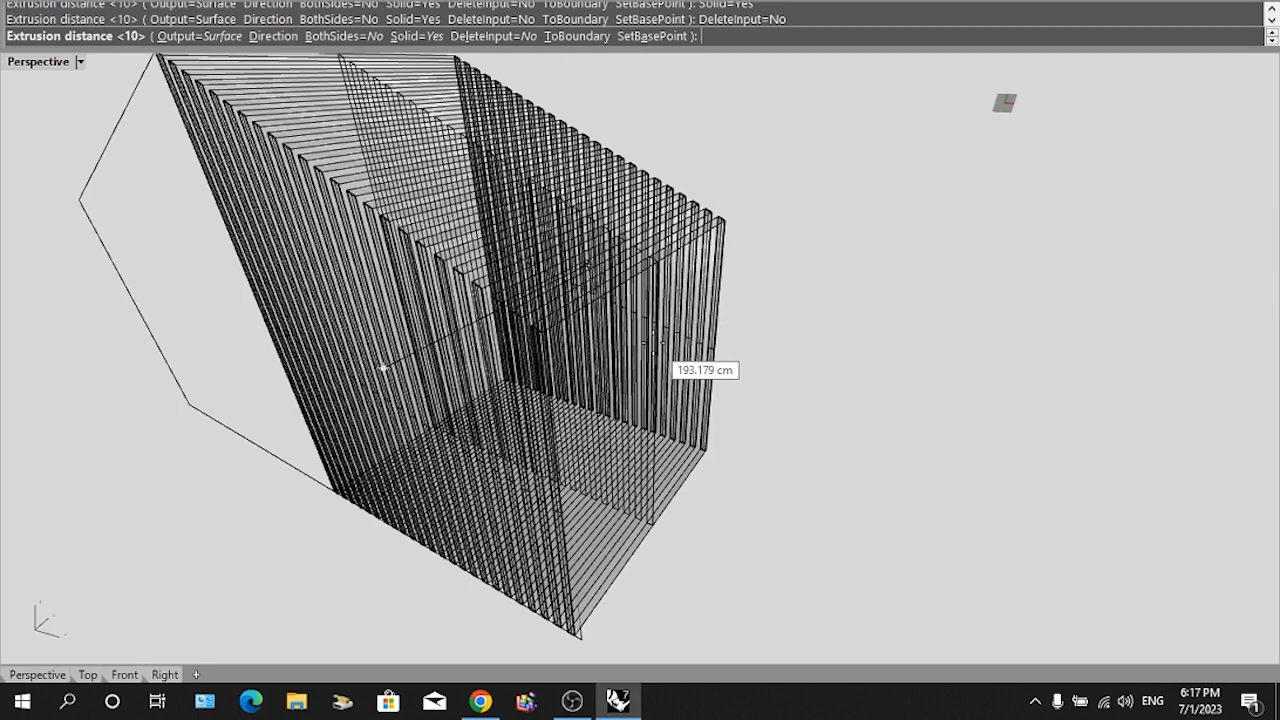 Extrusion distance <10> ( Output=Surface Direction BothSides=No Solid=Yes DeleteInput=No ToBoundary SetBasePoint ): Solid=Yes
Extrusion distance <10> ( Output=Surface Direction BothSides=No Solid=Yes DeleteInput=Yes ToBoundary SetBasePoint ): DeleteInput=No
Extrusion distance <10> ( Output=Surface Direction BothSides=No Solid=Yes DeleteInput=No ToBoundary SetBasePoint ):
Perspective
193.179 cm
Perspective Top Front Right
ENG
6:17 PM
7/1/2023
7
1